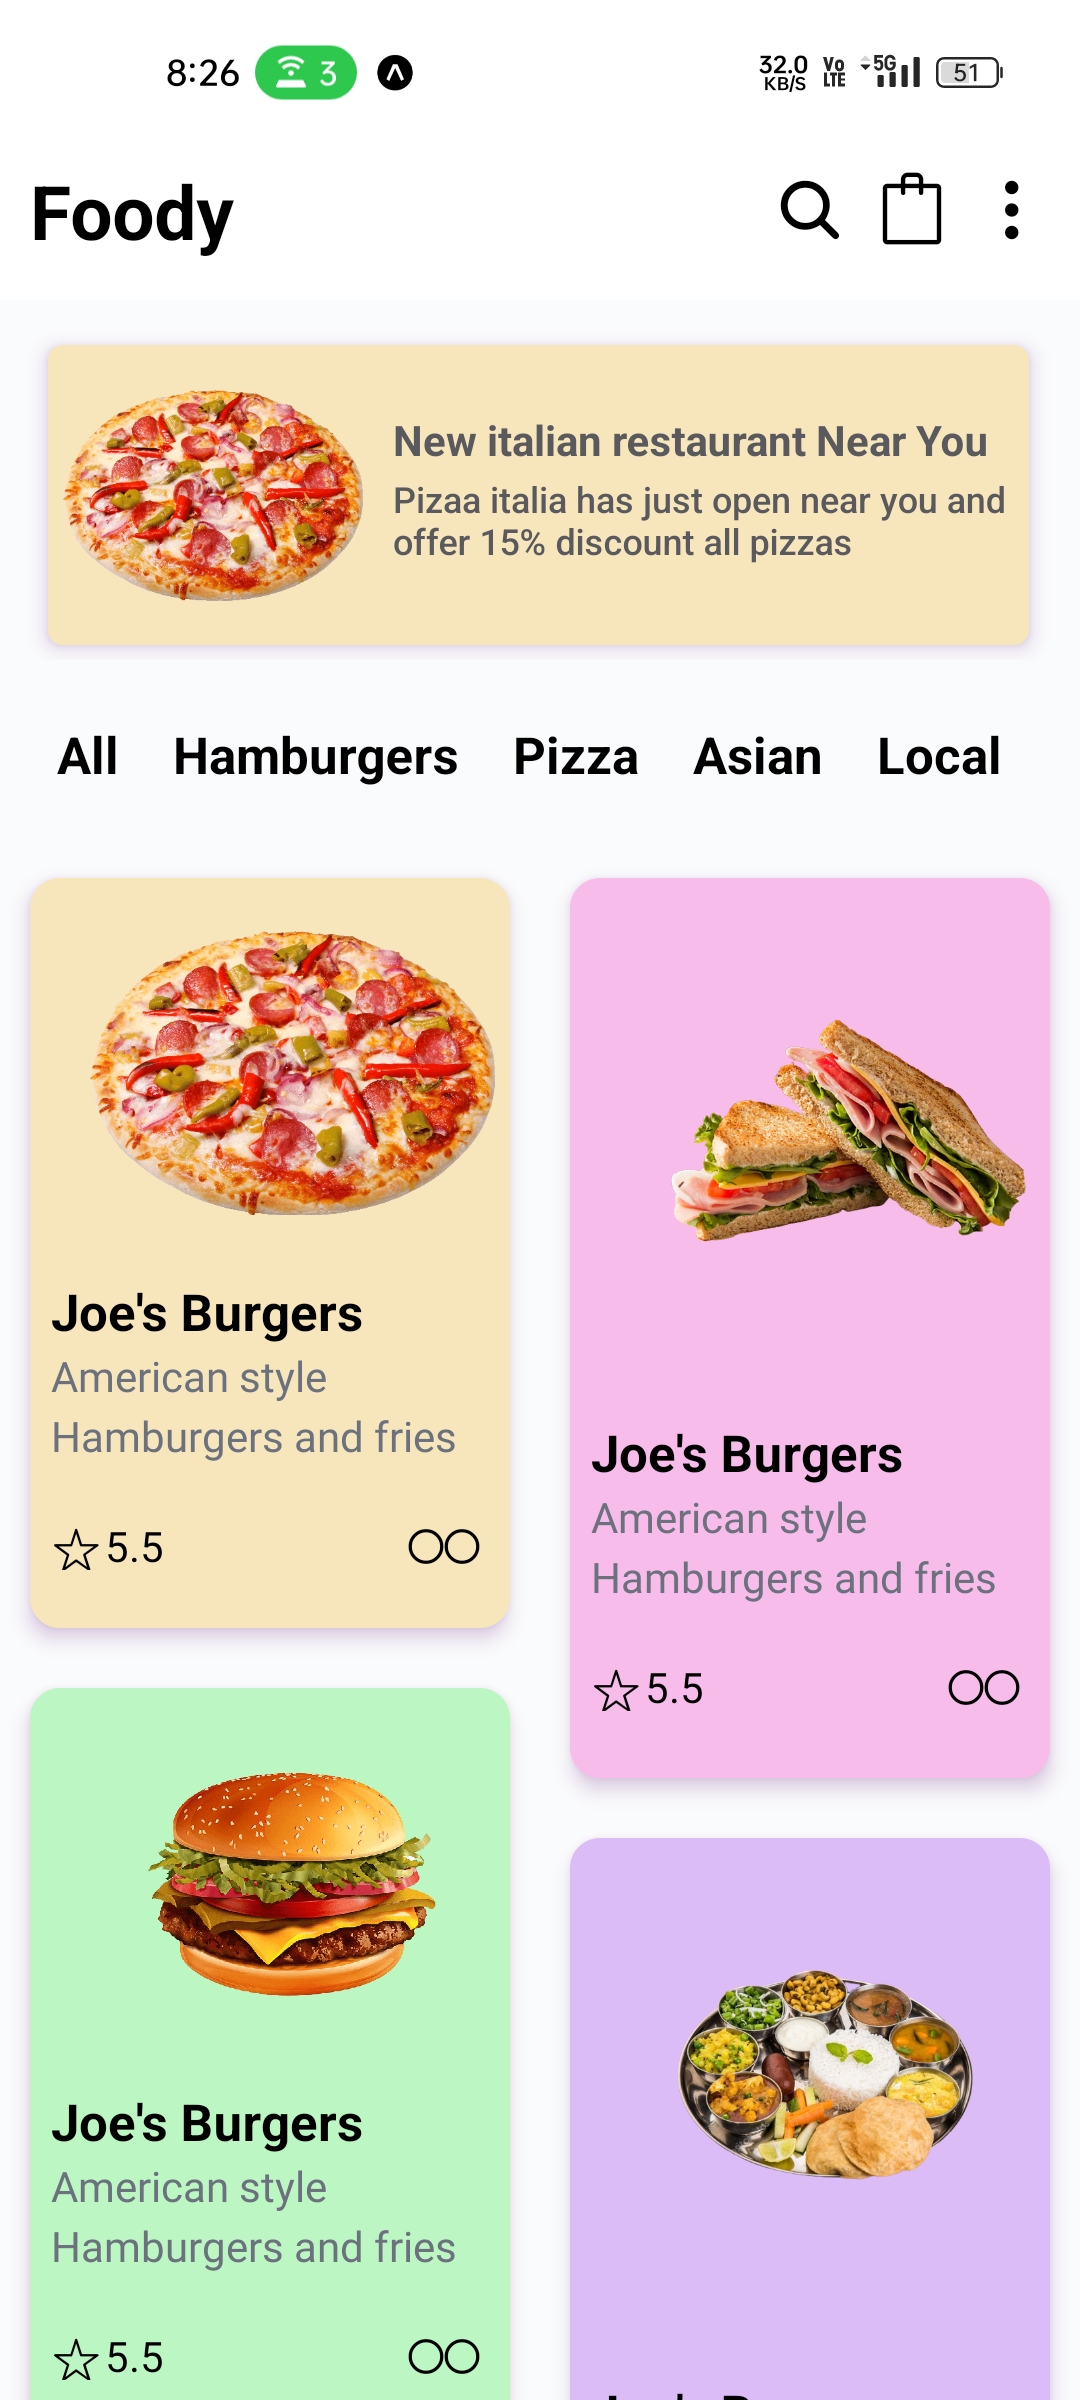 8:26
3
32.0
KB/S
Vo
LTE
5G
51
Foody
New italian restaurant Near You
Pizaa italia has just open near you and
offer 15% discount all pizzas
All Hamburgers Pizza Asian Local
Joe's Burgers
American style
Hamburgers and fries
5.5
Joe's Burgers
American style
Hamburgers and fries
5.5
Joe's Burgers
American style
Hamburgers and fries
5.5